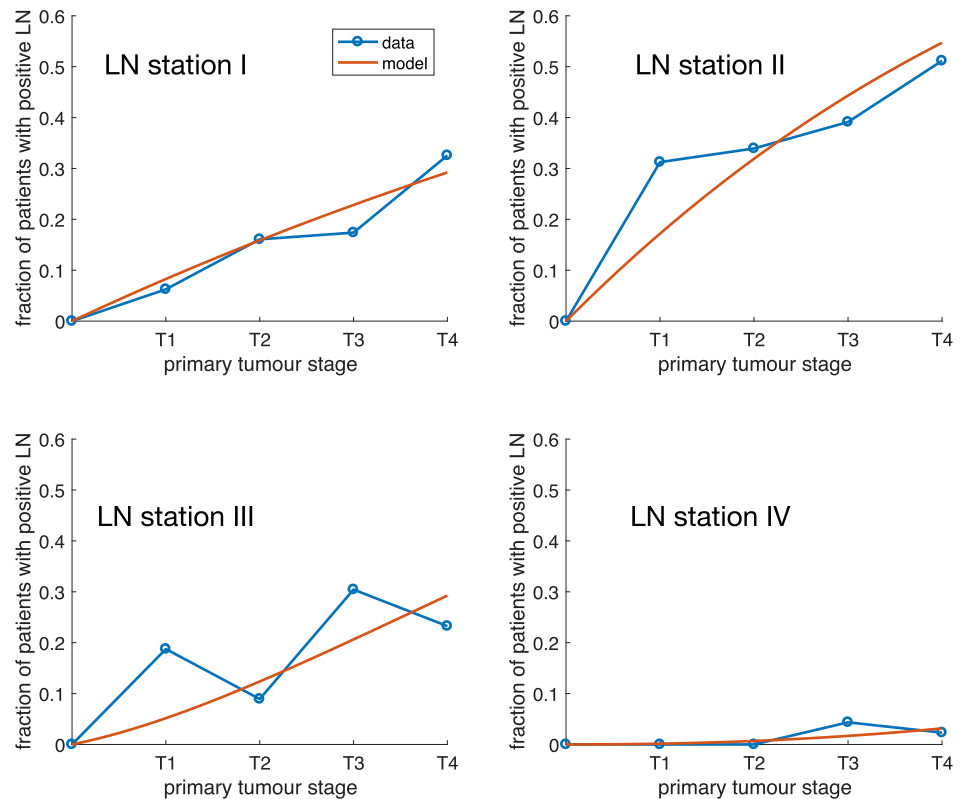 LN station I
data
model
fraction of patients with positive LN
0.6
0.5
0.4
0.3
0.2
0.1
0
T1 T2 T3 T4
primary tumour stage
LN station II
fraction of patients with positive LN
0.6
0.5
0.4
0.3
0.2
0.1
0
T1 T2 T3 T4
primary tumour stage
LN station III
fraction of patients with positive LN
0.6
0.5
0.4
0.3
0.2
0.1
0
T1 T2 T3 T4
primary tumour stage
LN station IV
fraction of patients with positive LN
0.6
0.5
0.4
0.3
0.2
0.1
0
T1 T2 T3 T4
primary tumour stage